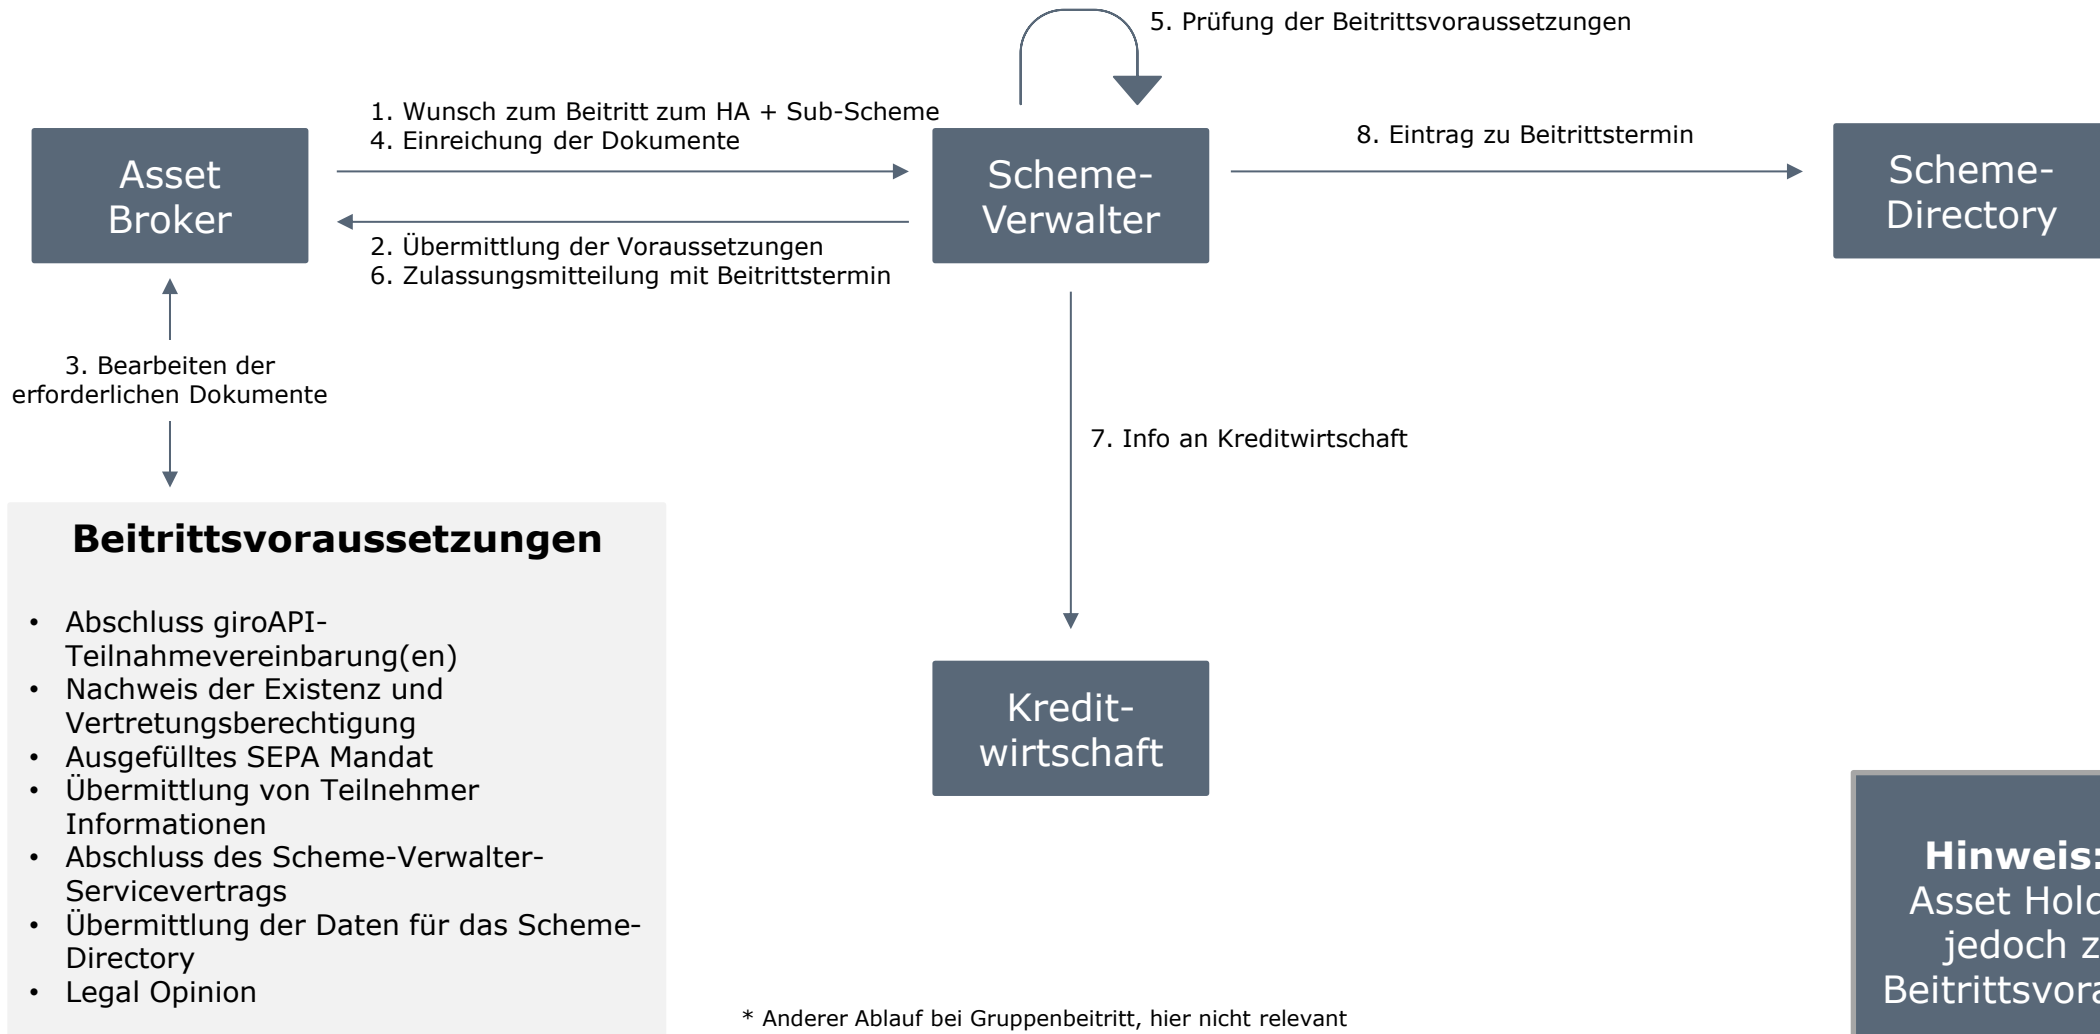 5. Prüfung der Beitrittsvoraussetzungen
1. Wunsch zum Beitritt zum HA + Sub-Scheme
4. Einreichung der Dokumente
8. Eintrag zu Beitrittstermin
Asset
Broker
Scheme-
Verwalter
Scheme-
Directory
2. Übermittlung der Voraussetzungen
6. Zulassungsmitteilung mit Beitrittstermin
3. Bearbeiten der
erforderlichen Dokumente
7. Info an Kreditwirtschaft
Beitrittsvoraussetzungen
• Abschluss giroAPI-
Teilnahmevereinbarung(en)
• Nachweis der Existenz und
Vertretungsberechtigung
• Ausgefülltes SEPA Mandat
• Übermittlung von Teilnehmer
Informationen
• Abschluss des Scheme-Verwalter-
Servicevertrags
• Übermittlung der Daten für das Scheme-
Directory
• Legal Opinion
Kredit-
wirtschaft
Hinweis:
Asset
jedoch
* Anderer Ablauf bei Gruppenbeitritt, hier nicht relevant